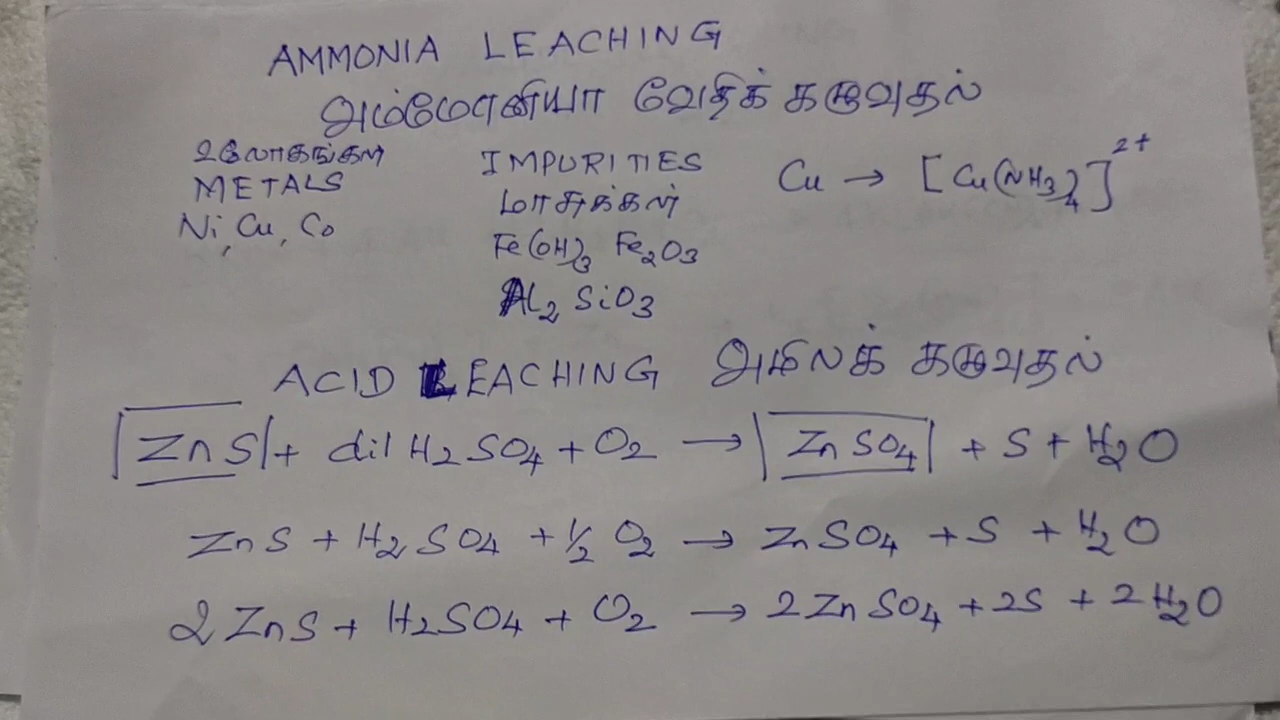 AMMONIA LEACHING
அம்மோனியா வேதிக் கழுவுதல்
உலோகங்கள்
METALS
Ni, Cu, Co
IMPURITIES
மாசுக்கள்
Fe(OH)₃ Fe₂O₃
Al₂ SiO₃
Cu → [Cu(NH₃)₄]²⁺
ACID LEACHING அமிலக் கழுவுதல்
ZnS + dil H₂SO₄ + O₂ → ZnSO₄ + S + H₂O
ZnS + H₂SO₄ + ½ O₂ → ZnSO₄ + S + H₂O
2ZnS + H₂SO₄ + O₂ → 2ZnSO₄ + 2S + 2H₂O